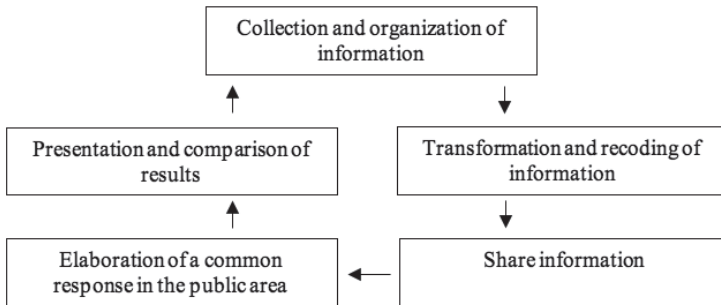 Collection and organization of
information
Presentation and comparison of
results
Transformation and recoding of
information
Elaboration of a common
response in the public area
Share information